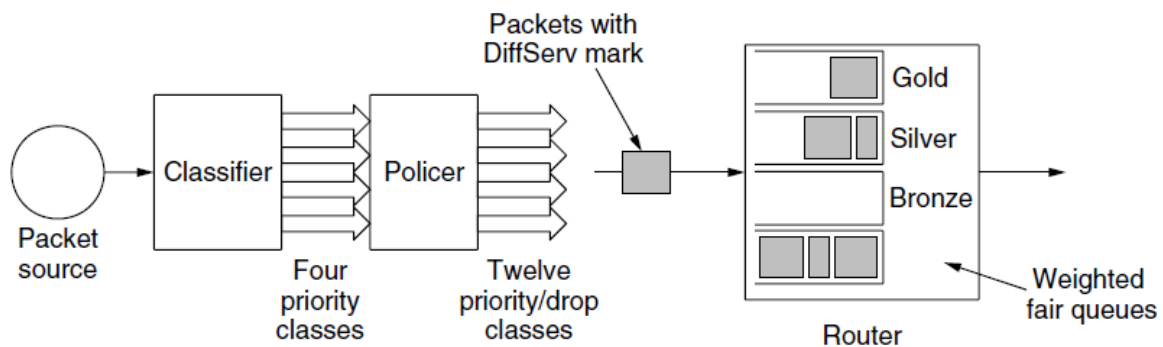 Packets with
DiffServ mark
Gold
Silver
Bronze
Classifier
Policer
Packet
source
Four
priority
classes
Twelve
priority/drop
classes
Weighted
fair queues
Router